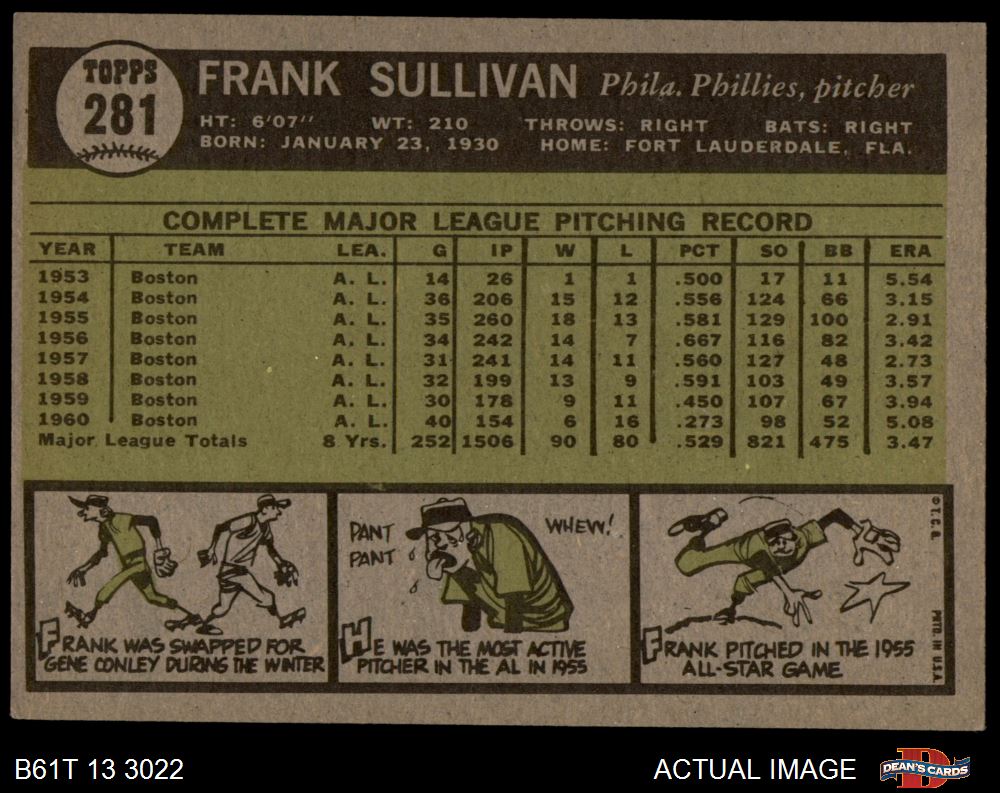 TOPPS
281
FRANK SULLIVAN Phila. Phillies, pitcher
HT: 6'07'' WT: 210 THROWS: RIGHT BATS: RIGHT
BORN: JANUARY 23, 1930 HOME: FORT LAUDERDALE, FLA.
COMPLETE MAJOR LEAGUE PITCHING RECORD
YEAR TEAM LEA. G IP W L PCT SO BB ERA
1953 Boston A. L. 14 26 1 1 .500 17 11 5.54
1954 Boston A. L. 36 206 15 12 .556 124 66 3.15
1955 Boston A. L. 35 260 18 13 .581 129 100 2.91
1956 Boston A. L. 34 242 14 7 .667 116 82 3.42
1957 Boston A. L. 31 241 14 11 .560 127 48 2.73
1958 Boston A. L. 32 199 13 9 .591 103 49 3.57
1959 Boston A. L. 30 178 9 11 .450 107 67 3.94
1960 Boston A. L. 40 154 6 16 .273 98 52 5.08
Major League Totals 8 Yrs. 252 1506 90 80 .529 821 475 3.47
FRANK WAS SWAPPED FOR
GENE CONLEY DURING THE WINTER
PANT
PANT
WHEW!
HE WAS THE MOST ACTIVE
PITCHER IN THE AL IN 1955
FRANK PITCHED IN THE 1955
ALL-STAR GAME
© T. C. G.
PRTD. IN U.S.A.
B61T 13 3022
ACTUAL IMAGE
DEAN'S CARDS